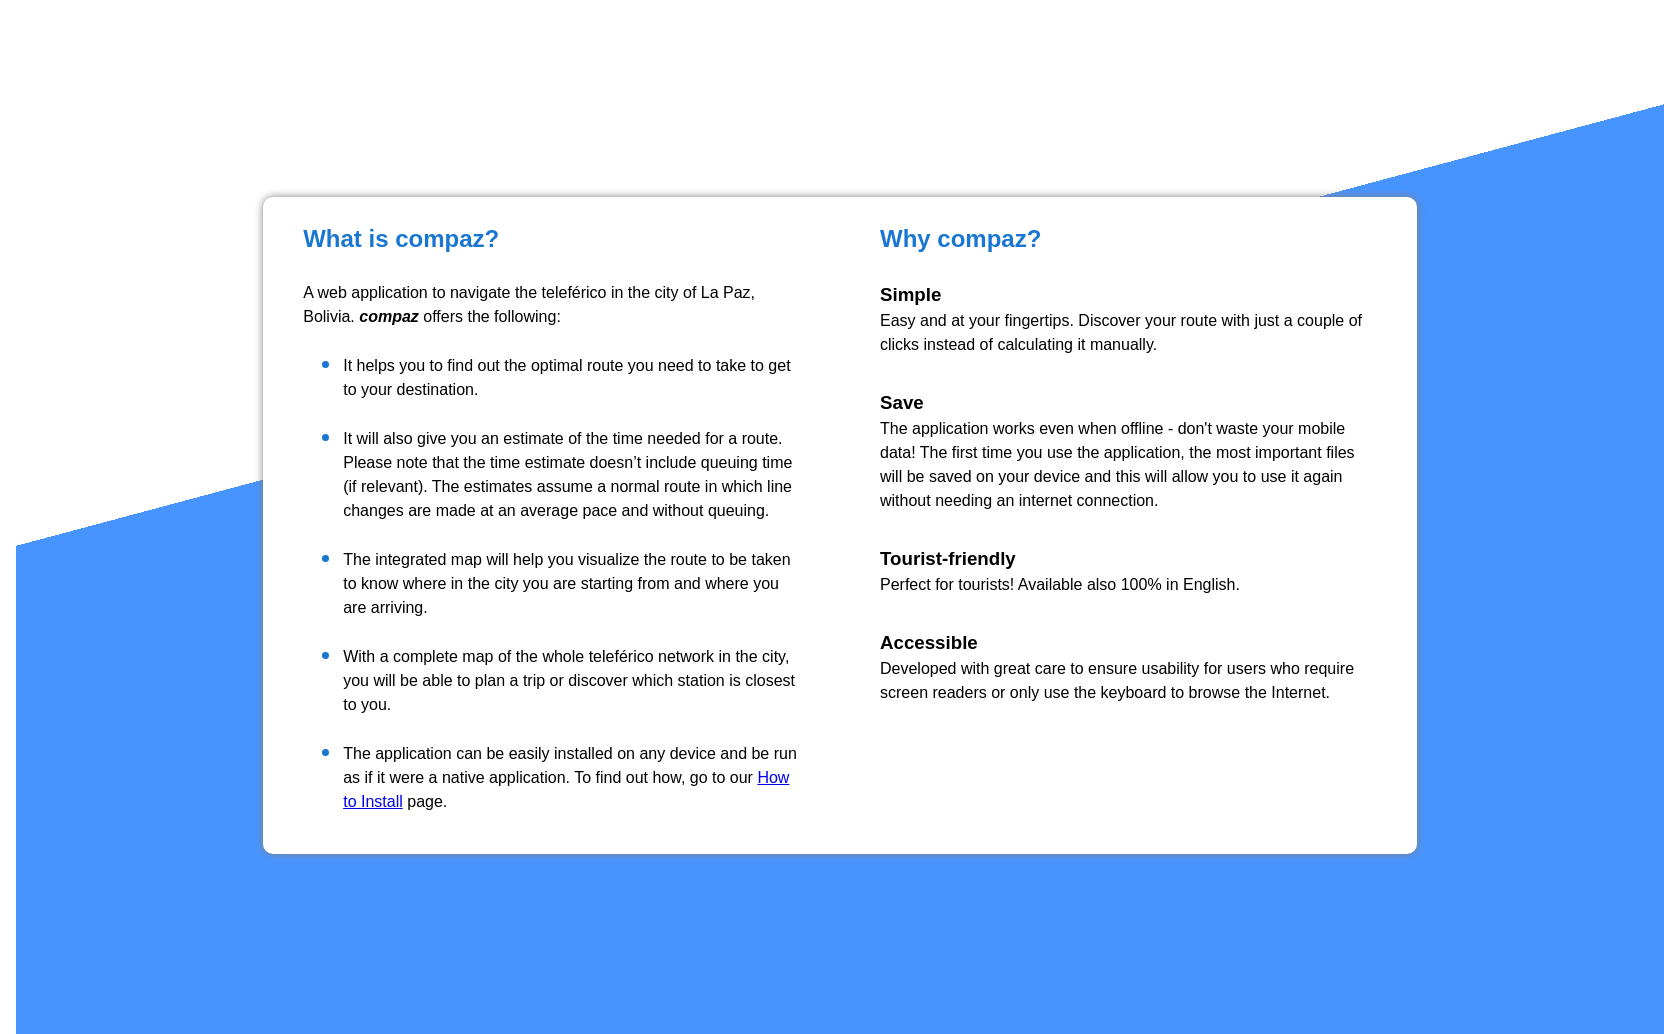 What is compaz?
A web application to navigate the teleférico in the city of La Paz,
Bolivia. compaz offers the following:
It helps you to find out the optimal route you need to take to get
to your destination.
It will also give you an estimate of the time needed for a route.
Please note that the time estimate doesn’t include queuing time
(if relevant). The estimates assume a normal route in which line
changes are made at an average pace and without queuing.
The integrated map will help you visualize the route to be taken
to know where in the city you are starting from and where you
are arriving.
With a complete map of the whole teleférico network in the city,
you will be able to plan a trip or discover which station is closest
to you.
The application can be easily installed on any device and be run
as if it were a native application. To find out how, go to our How
to Install page.
Why compaz?
Simple
Easy and at your fingertips. Discover your route with just a couple of
clicks instead of calculating it manually.
Save
The application works even when offline - don't waste your mobile
data! The first time you use the application, the most important files
will be saved on your device and this will allow you to use it again
without needing an internet connection.
Tourist-friendly
Perfect for tourists! Available also 100% in English.
Accessible
Developed with great care to ensure usability for users who require
screen readers or only use the keyboard to browse the Internet.